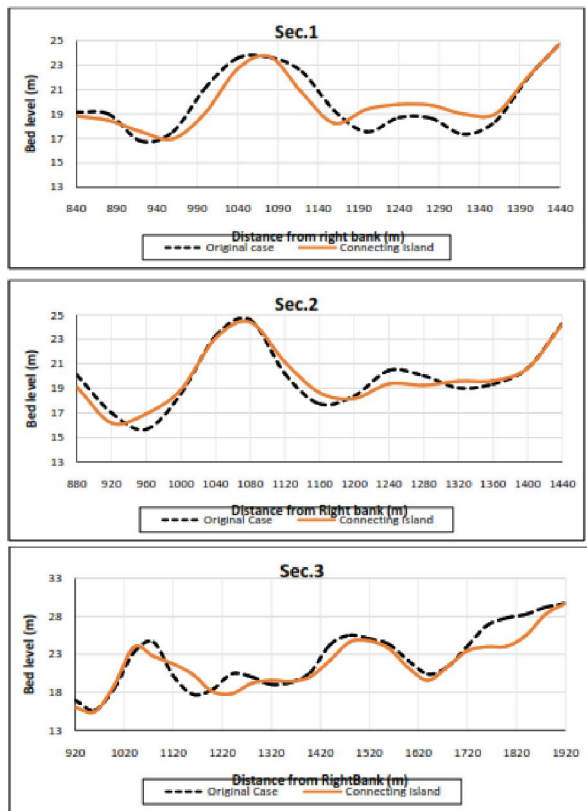 Sec.1
25
23
21
19
17
15
13
Bed level (m)
840 890 940 990 1040 1090 1140 1190 1240 1290 1340 1390 1440
Distance from right bank (m)
Original case Connecting island
Sec.2
25
23
21
19
17
15
13
Bed level (m)
880 920 960 1000 1040 1080 1120 1160 1200 1240 1280 1320 1360 1400 1440
Distance from Right bank (m)
Original Case Connecting island
Sec.3
33
28
23
18
13
Bed level (m)
920 1020 1120 1220 1320 1420 1520 1620 1720 1820 1920
Distance from RightBank (m)
Original Case Connecting Island